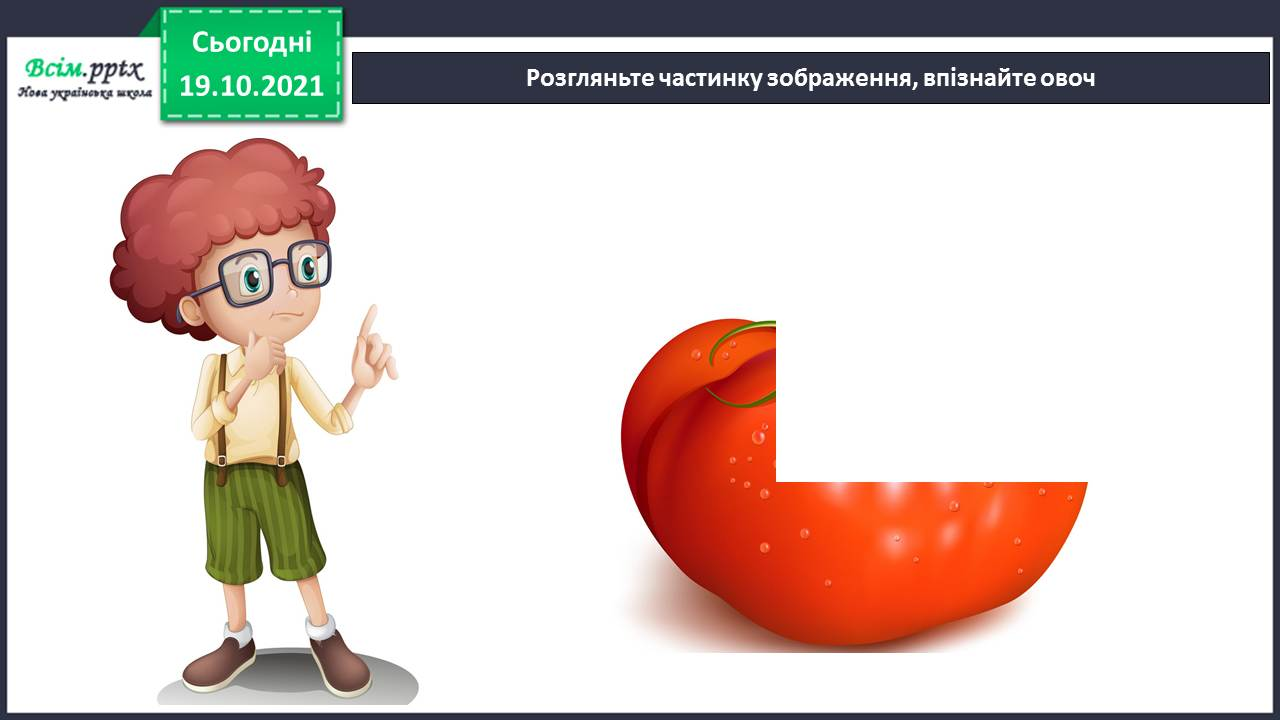 Сьогодні
19.10.2021
Всім.pptx
Нова українська школа
Розгляньте частинку зображення, впізнайте овоч